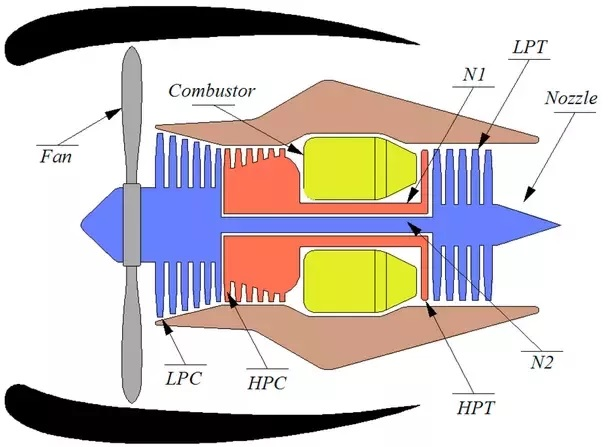 LPT
N1
Combustor
Nozzle
Fan
LPC
HPC
N2
HPT